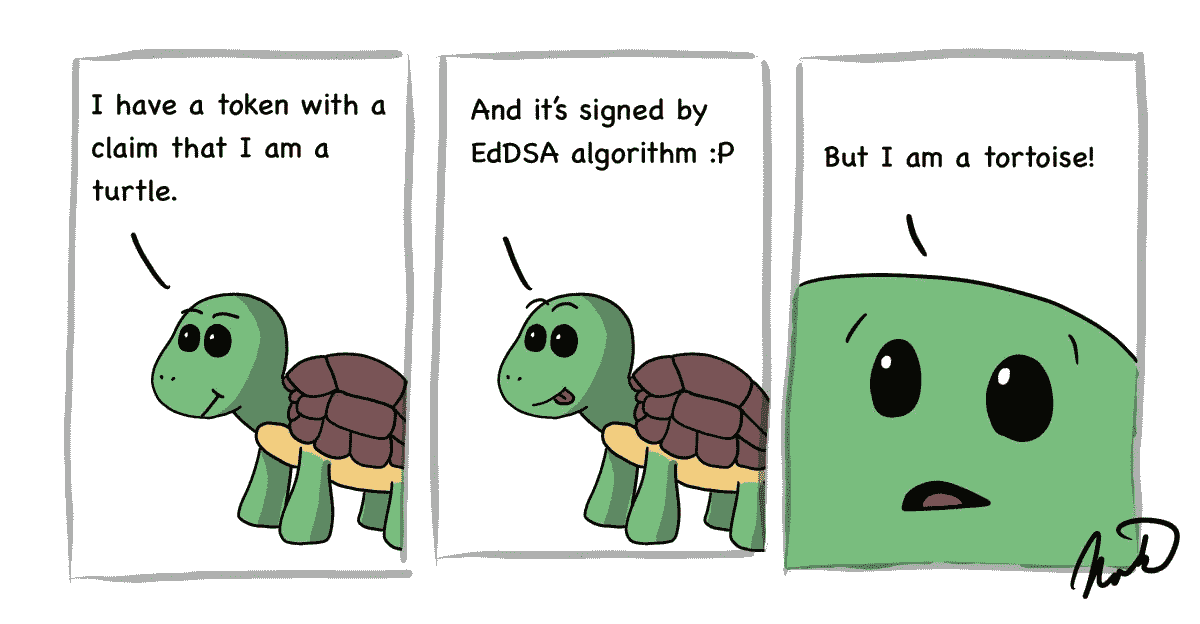 I have a token with a
claim that I am a
turtle.
And it's signed by
EdDSA algorithm :P
But I am a tortoise!